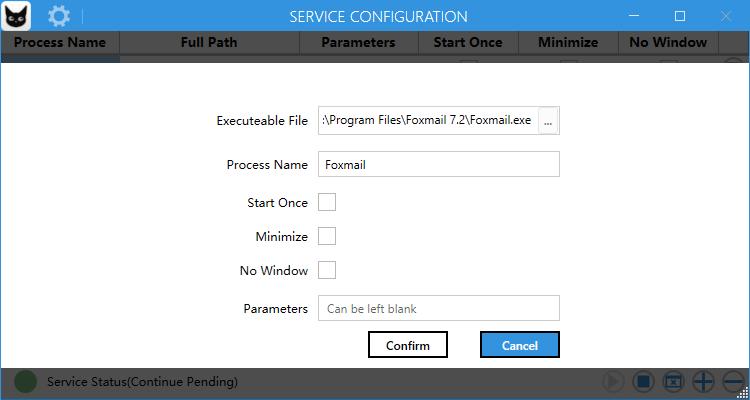 SERVICE CONFIGURATION
Process Name Full Path Parameters Start Once Minimize No Window
Executeable File :\Program Files\Foxmail 7.2\Foxmail.exe ...
Process Name Foxmail
Start Once
Minimize
No Window
Parameters Can be left blank
Confirm Cancel
Service Status(Continue Pending)